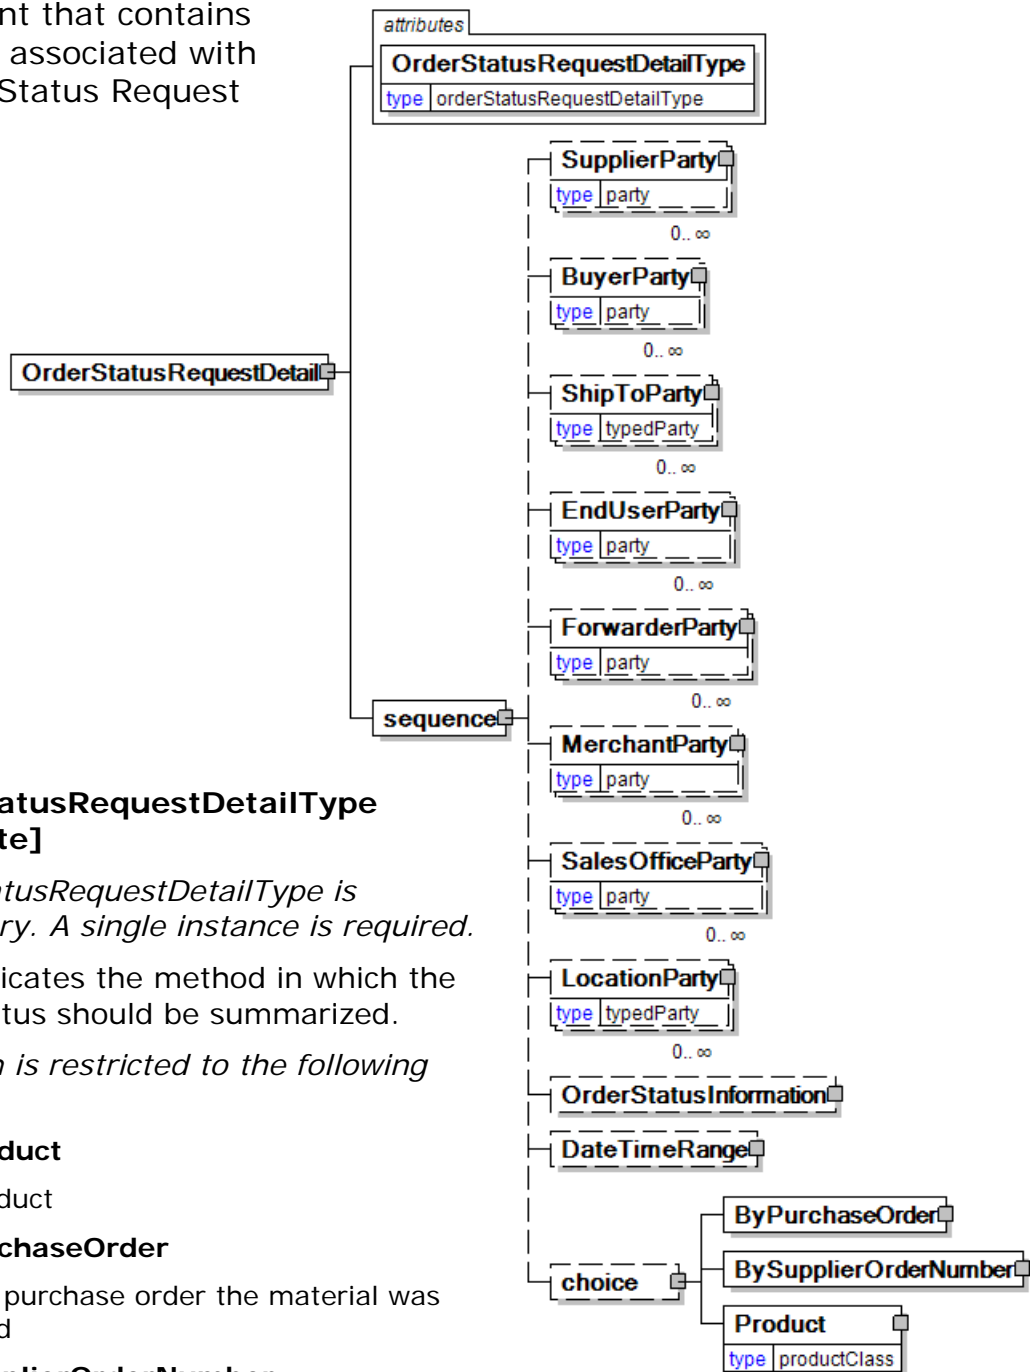 nt that contains
associated with
Status Request
attributes
OrderStatusRequestDetailType
type orderStatusRequestDetailType
SupplierParty
type party
0.. ∞
BuyerParty
type party
0.. ∞
OrderStatusRequestDetail
ShipToParty
type typedParty
0.. ∞
EndUserParty
type party
0.. ∞
ForwarderParty
type party
0.. ∞
sequence
MerchantParty
type party
0.. ∞
SalesOfficeParty
type party
0.. ∞
LocationParty
type typedParty
0.. ∞
OrderStatusInformation
DateTimeRange
choice
ByPurchaseOrder
BySupplierOrderNumber
Product
type productClass
atusRequestDetailType
te]
atusRequestDetailType is
ry. A single instance is required.
icates the method in which the
tus should be summarized.
n is restricted to the following
duct
duct
chaseOrder
purchase order the material was
d
plierOrderNumber